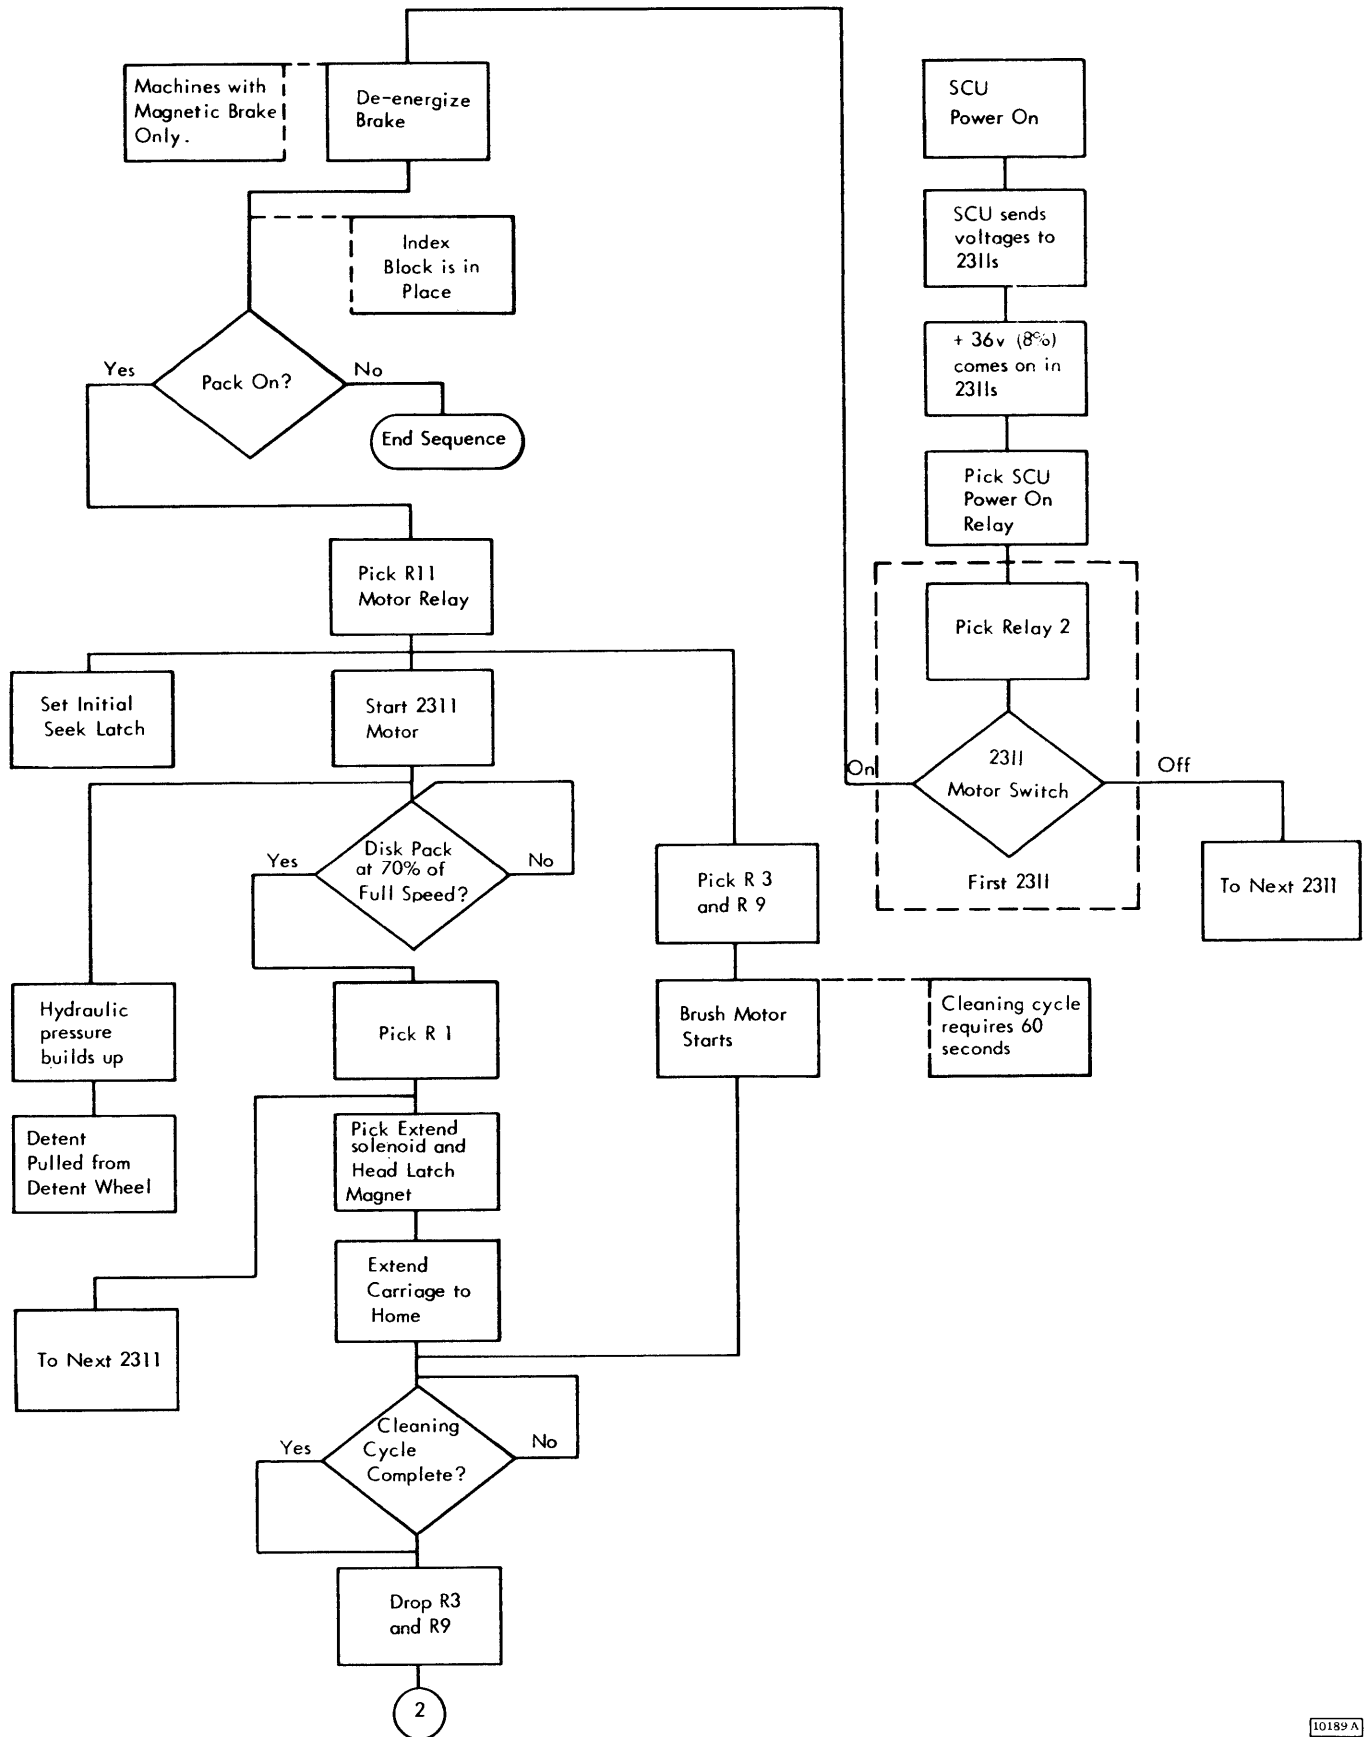 Machines with
Magnetic Brake
Only.
De-energize
Brake
Index
Block is in
Place
Pack On?
Yes
No
End Sequence
Pick R11
Motor Relay
Set Initial
Seek Latch
Start 2311
Motor
Disk Pack
at 70% of
Full Speed?
Yes
No
Hydraulic
pressure
builds up
Detent
Pulled from
Detent Wheel
Pick R 1
Pick Extend
solenoid and
Head Latch
Magnet
To Next 2311
Extend
Carriage to
Home
Pick R 3
and R 9
Brush Motor
Starts
Cleaning cycle
requires 60
seconds
Cleaning
Cycle
Complete?
Yes
No
Drop R3
and R9
2
SCU
Power On
SCU sends
voltages to
2311s
+ 36v (8%)
comes on in
2311s
Pick SCU
Power On
Relay
Pick Relay 2
2311
Motor Switch
On
Off
First 2311
To Next 2311
10189 A